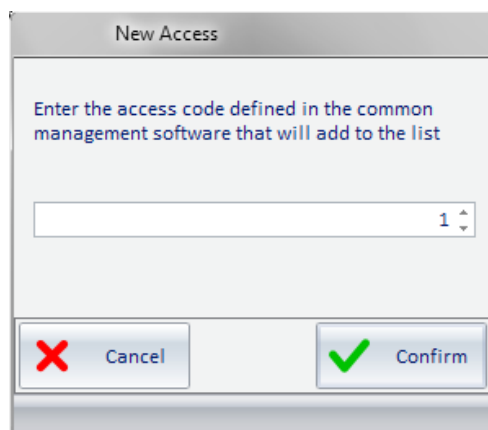 New Access
Enter the access code defined in the common
management software that will add to the list
1
Cancel
Confirm